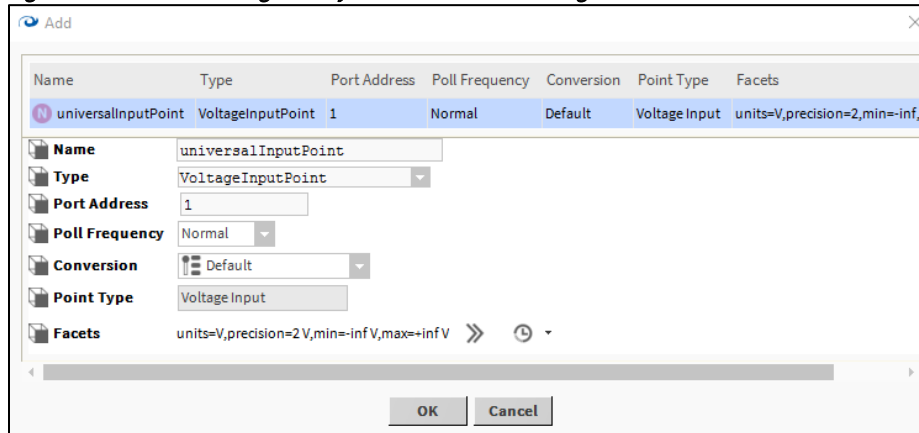 Add
Name Type Port Address Poll Frequency Conversion Point Type Facets
N universalInputPoint VoltageInputPoint 1 Normal Default Voltage Input units=V,precision=2,min=-inf,
Name universalInputPoint
Type VoltageInputPoint
Port Address 1
Poll Frequency Normal
Conversion Default
Point Type Voltage Input
Facets units=V,precision=2 V,min=-inf V,max=+inf V
OK Cancel